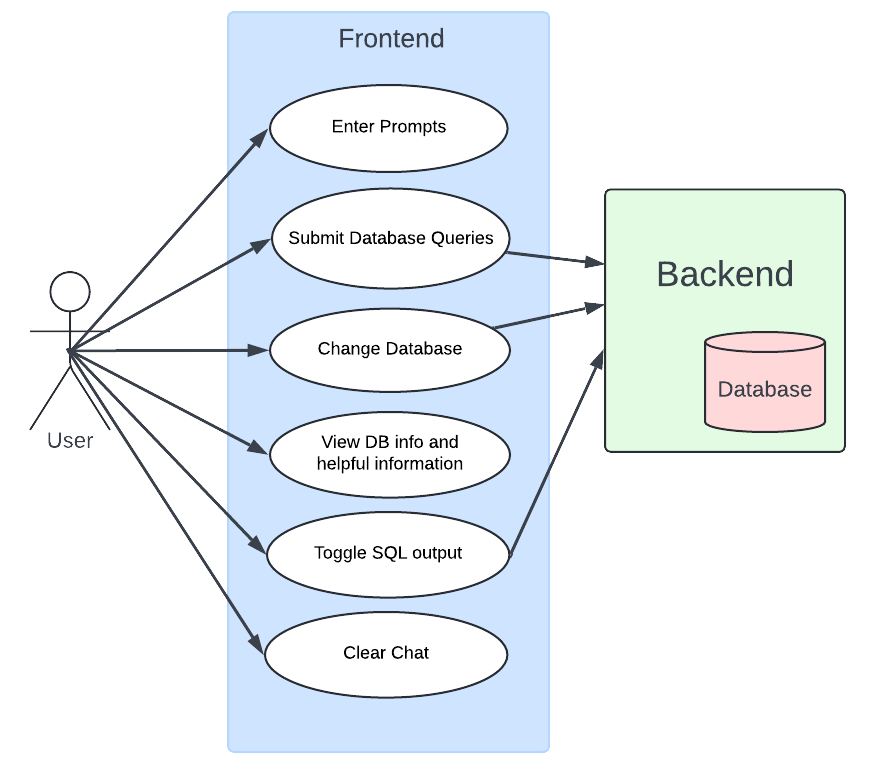 Frontend
Enter Prompts
Submit Database Queries
Change Database
View DB info and
helpful information
Toggle SQL output
Clear Chat
User
Backend
Database